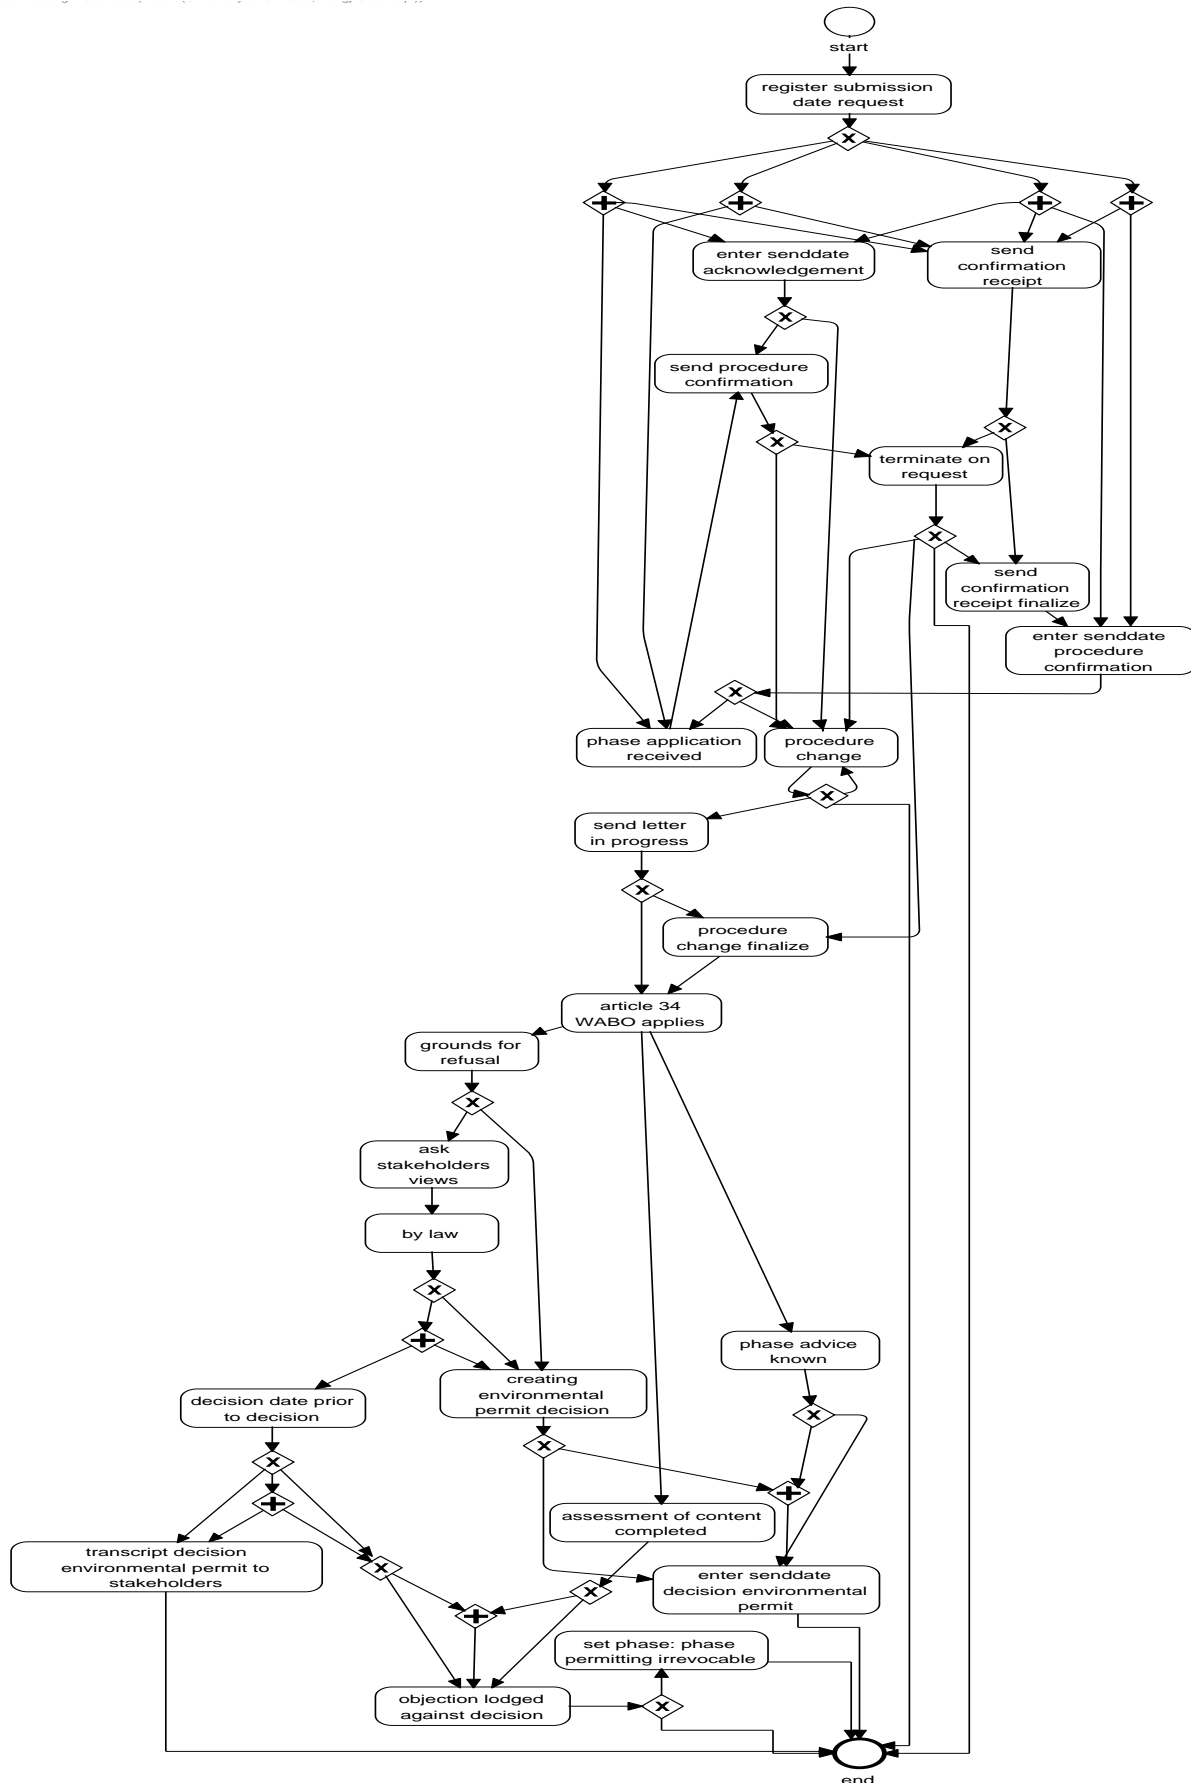 start
register submission
date request
enter senddate
acknowledgement
send
confirmation
receipt
send procedure
confirmation
terminate on
request
send
confirmation
receipt finalize
enter senddate
procedure
confirmation
phase application
received
procedure
change
send letter
in progress
procedure
change finalize
article 34
WABO applies
grounds for
refusal
ask
stakeholders
views
by law
phase advice
known
creating
environmental
permit decision
decision date prior
to decision
assessment of content
completed
transcript decision
environmental permit to
stakeholders
enter senddate
decision environmental
permit
set phase: phase
permitting irrevocable
objection lodged
against decision
end